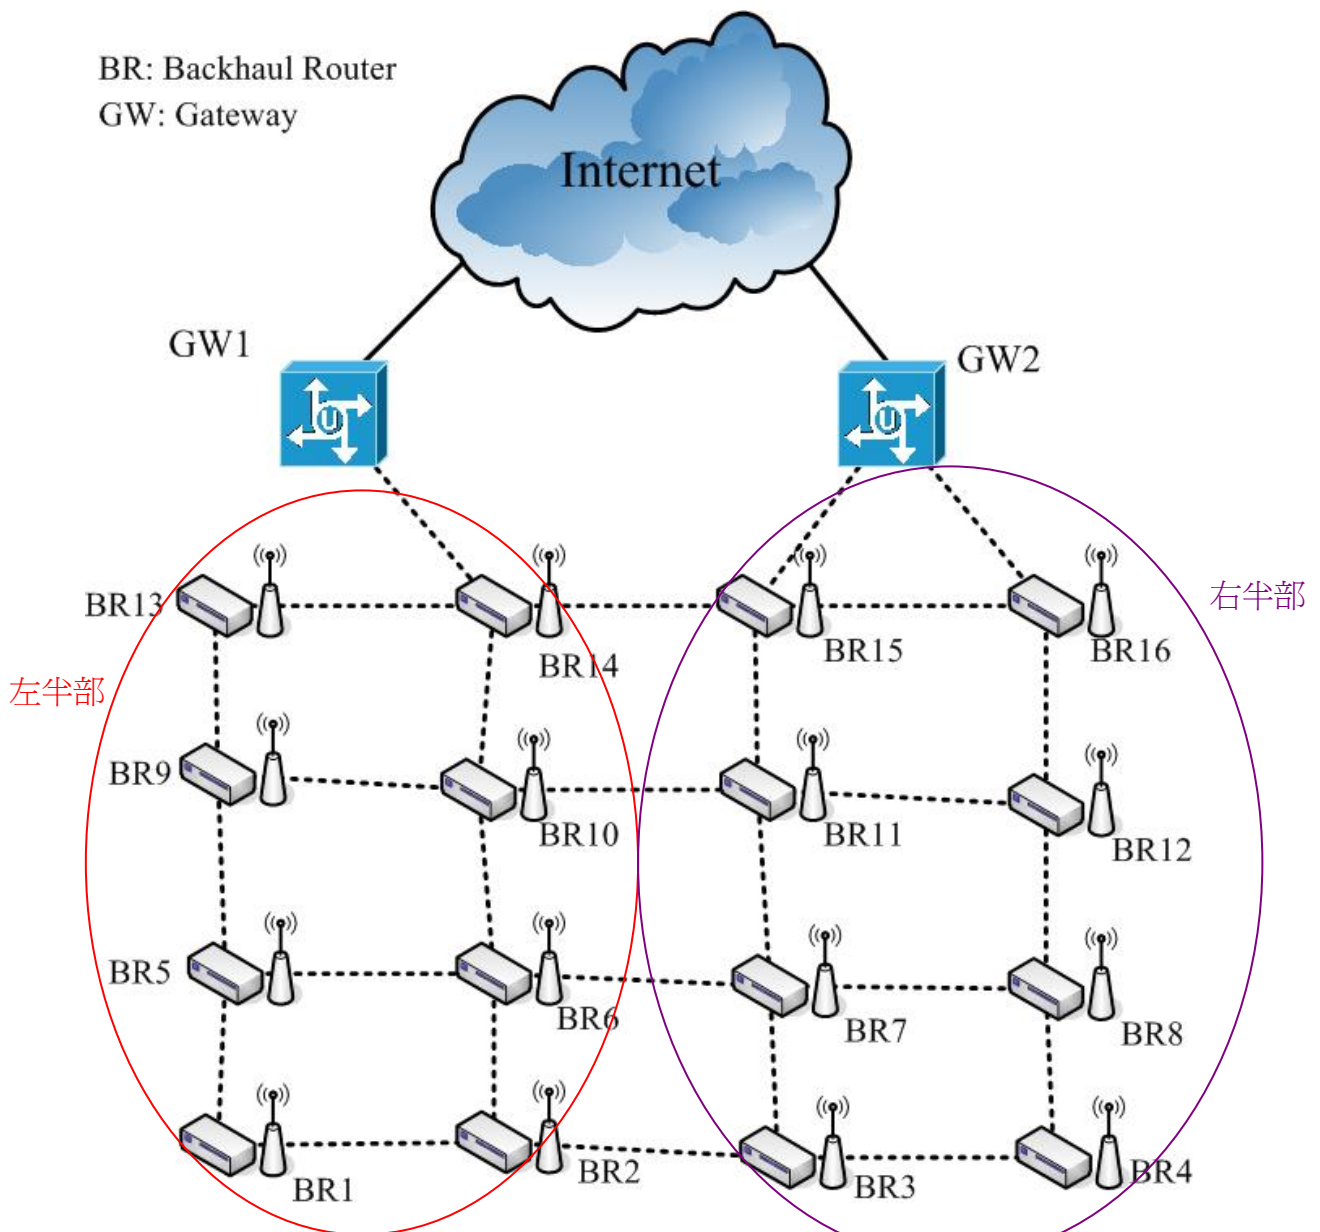 BR: Backhaul Router
GW: Gateway
Internet
GW1
GW2
U
U
BR13
BR14
BR15
BR16
右半部
左半部
BR9
BR10
BR11
BR12
BR5
BR6
BR7
BR8
BR1
BR2
BR3
BR4